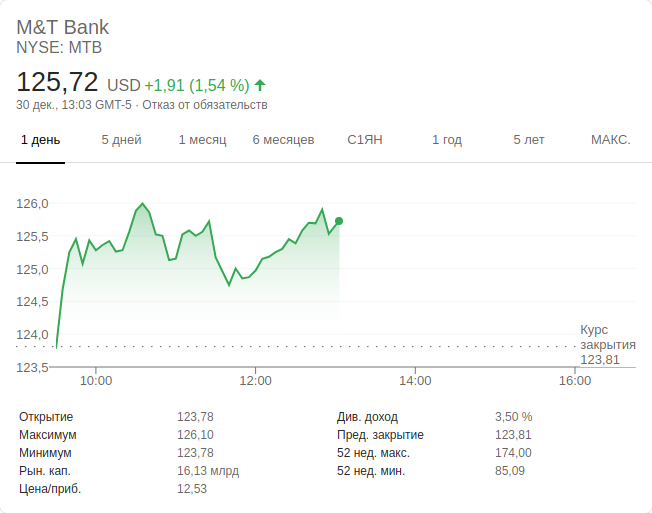 M&T Bank
NYSE: MTB
125,72 USD +1,91 (1,54 %)
30 дек., 13:03 GMT-5 · Отказ от обязательств
1 день 5 дней 1 месяц 6 месяцев С1ЯН 1 год 5 лет МАКС.
126,0
125,5
125,0
124,5
124,0
123,5
Курс
закрытия
123,81
10:00 12:00 14:00 16:00
Открытие 123,78 Див. доход 3,50 %
Максимум 126,10 Пред. закрытие 123,81
Минимум 123,78 52 нед. макс. 174,00
Рын. кап. 16,13 млрд 52 нед. мин. 85,09
Цена/приб. 12,53